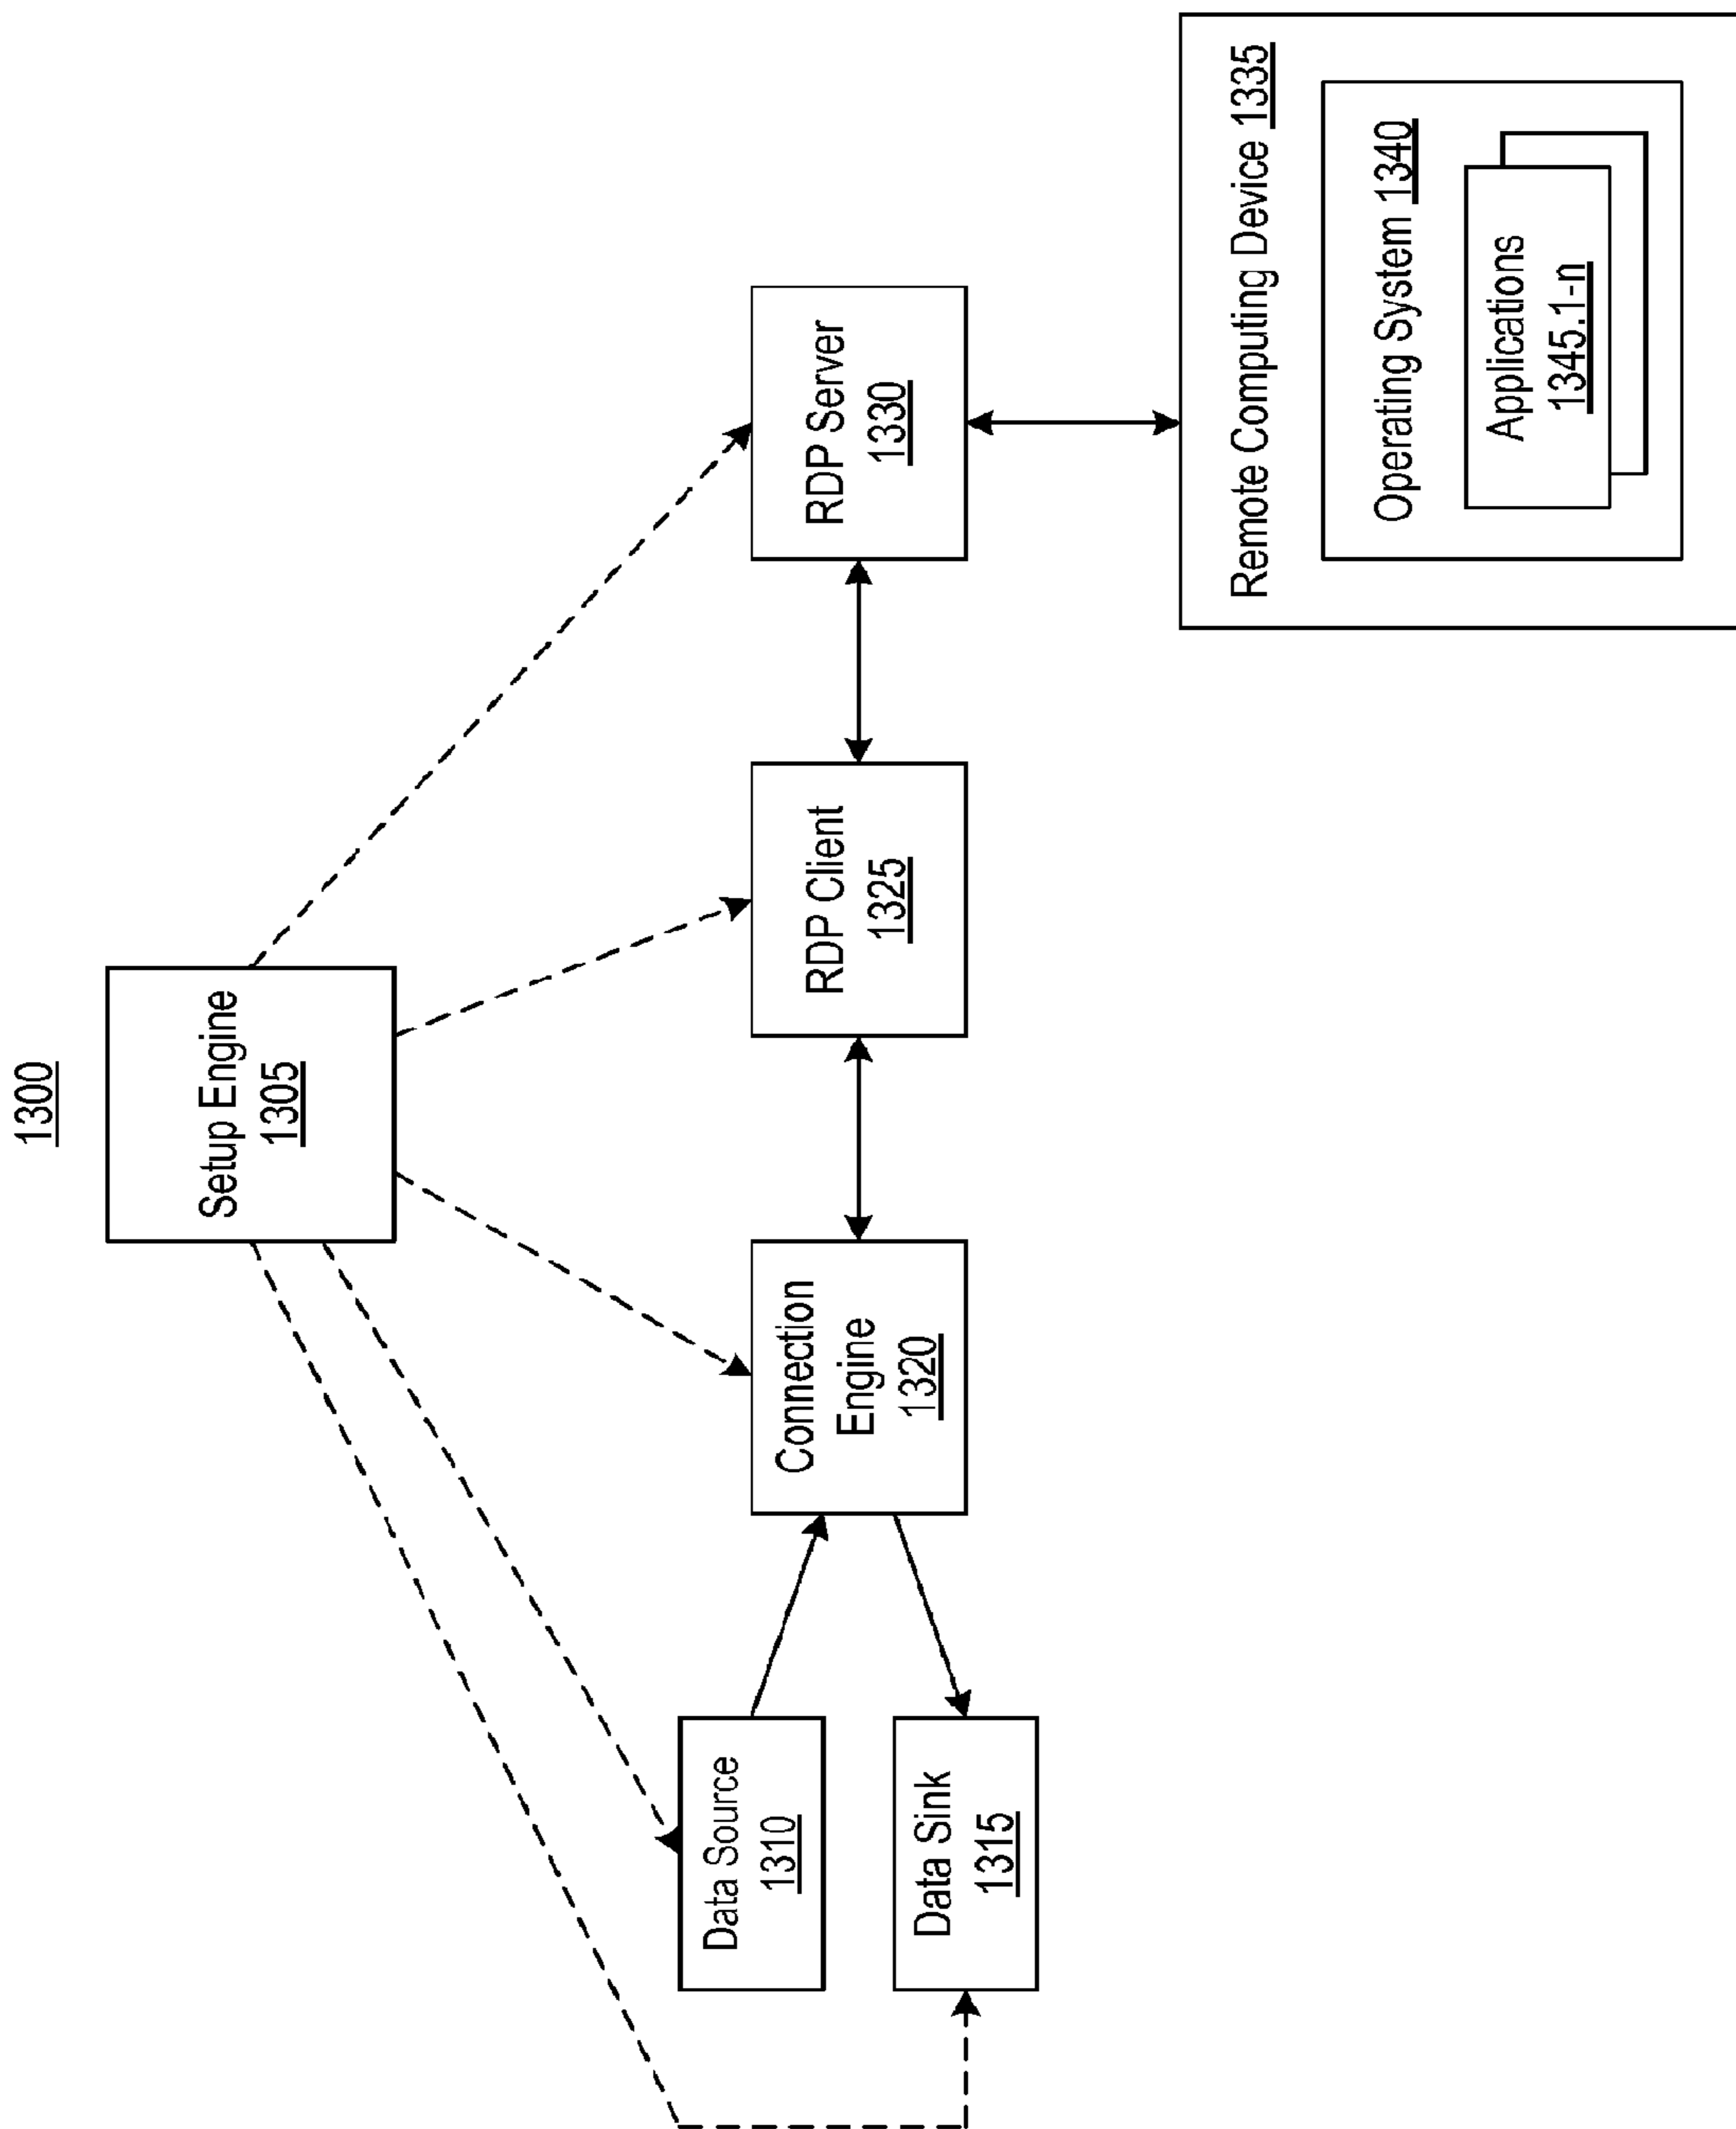 1300
Setup Engine
1305
Data Source
1310
Data Sink
1315
Connection
Engine
1320
RDP Client
1325
RDP Server
1330
Remote Computing Device 1335
Operating System 1340
Applications
1345.1-n